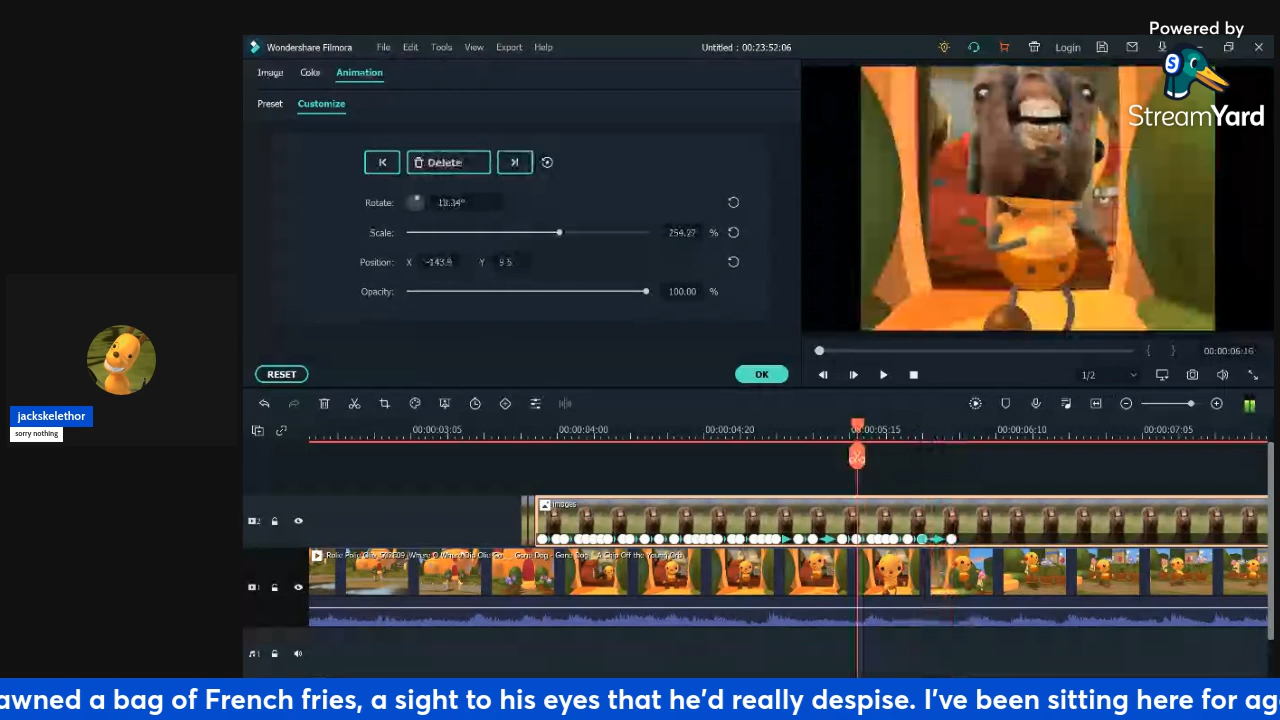 Powered by
StreamYard
Wondershare Filmora
File Edit Tools View Export Help
Untitled : 00:23:52:06
Login
Image Color Animation
Preset Customize
Delete
Rotate:
Scale: %
Position: X Y
Opacity: 100.00 %
RESET OK
00:00:06:16
1/2
00:00:03:05 00:00:04:00 00:00:04:20 00:00:05:15 00:00:06:10 00:00:07:05
images
jackskelethor
sorry nothing
awned a bag of French fries, a sight to his eyes that he'd really despise. I've been sitting here for ag